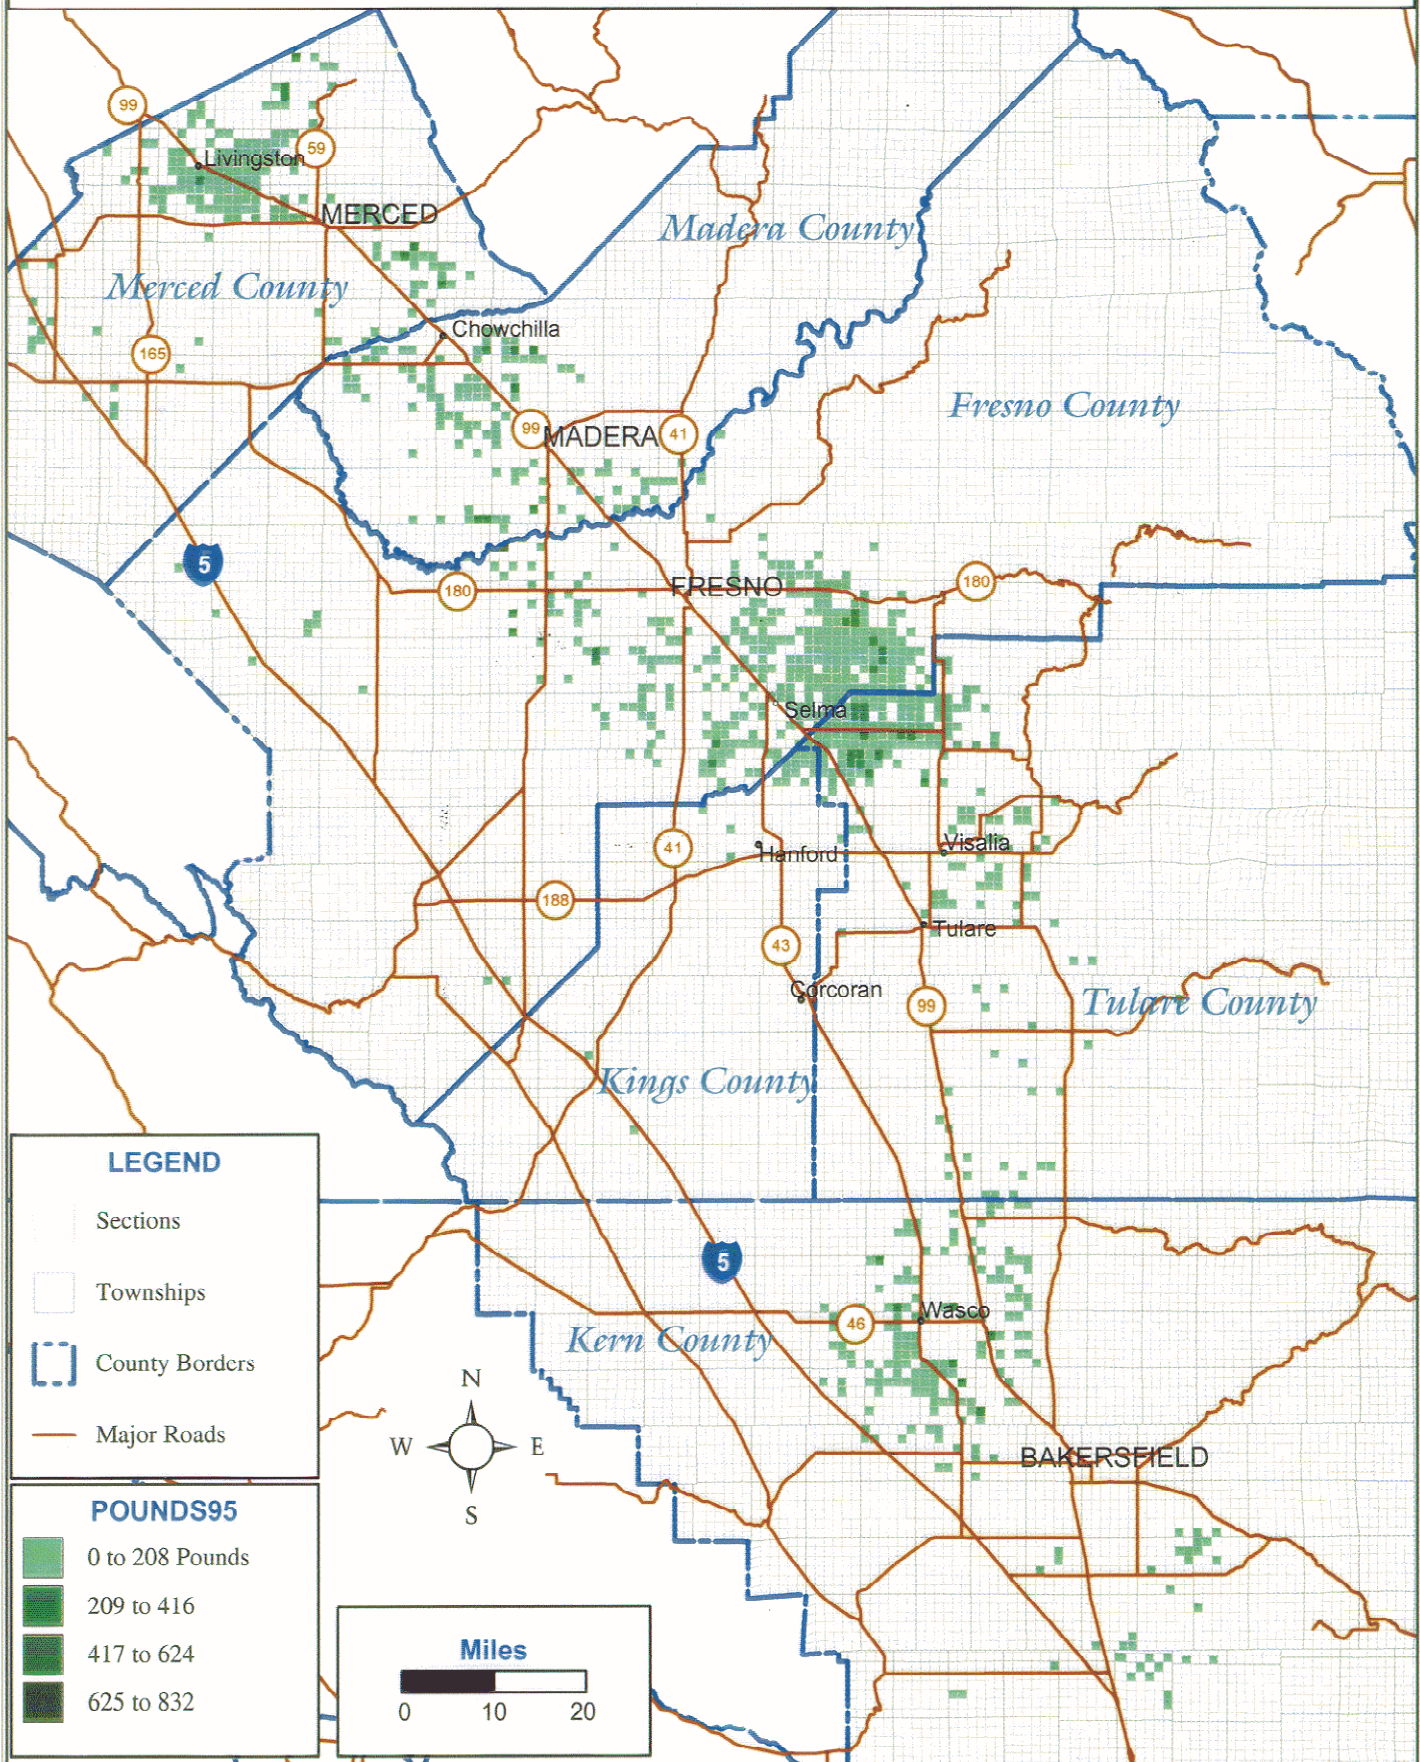 99
59
Livingston
MERCED
Madera County
Merced County
Chowchilla
165
Fresno County
99
MADERA
41
5
180
FRESNO
180
Selma
41
Hanford
Visalia
188
Tulare
43
Corcoran
99
Tulare County
Kings County
5
Wasco
46
Kern County
BAKERSFIELD
LEGEND
Sections
Townships
County Borders
Major Roads
N
W
E
S
POUNDS95
0 to 208 Pounds
209 to 416
417 to 624
625 to 832
Miles
0 10 20